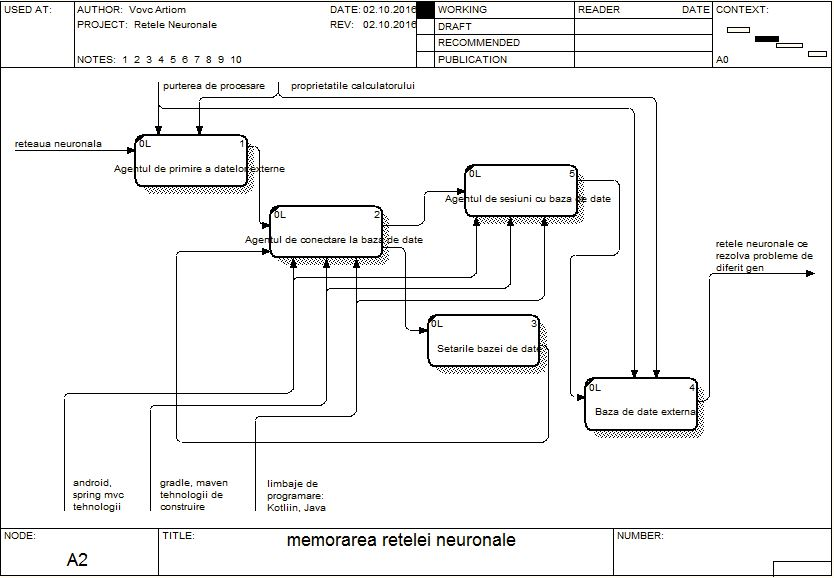 USED AT:
AUTHOR: Vovc Artiom
DATE: 02.10.2016
WORKING
READER
DATE
CONTEXT:
PROJECT: Retele Neuronale
REV: 02.10.2016
DRAFT
RECOMMENDED
NOTES: 1 2 3 4 5 6 7 8 9 10
PUBLICATION
A0
purterea de procesare
proprietatile calculatorului
reteaua neuronala
0L
1
Agentul de primire a datelor externe
0L
5
Agentul de sesiuni cu baza de date
0L
2
Agentul de conectare la baza de date
retele neuronale ce
rezolva probleme de
diferit gen
0L
3
Setarile bazei de date
0L
4
Baza de date externa
android,
spring mvc
tehnologii
gradle, maven
tehnologii de
construire
limbaje de
programare:
Kotliin, Java
NODE:
A2
TITLE:
memorarea retelei neuronale
NUMBER: